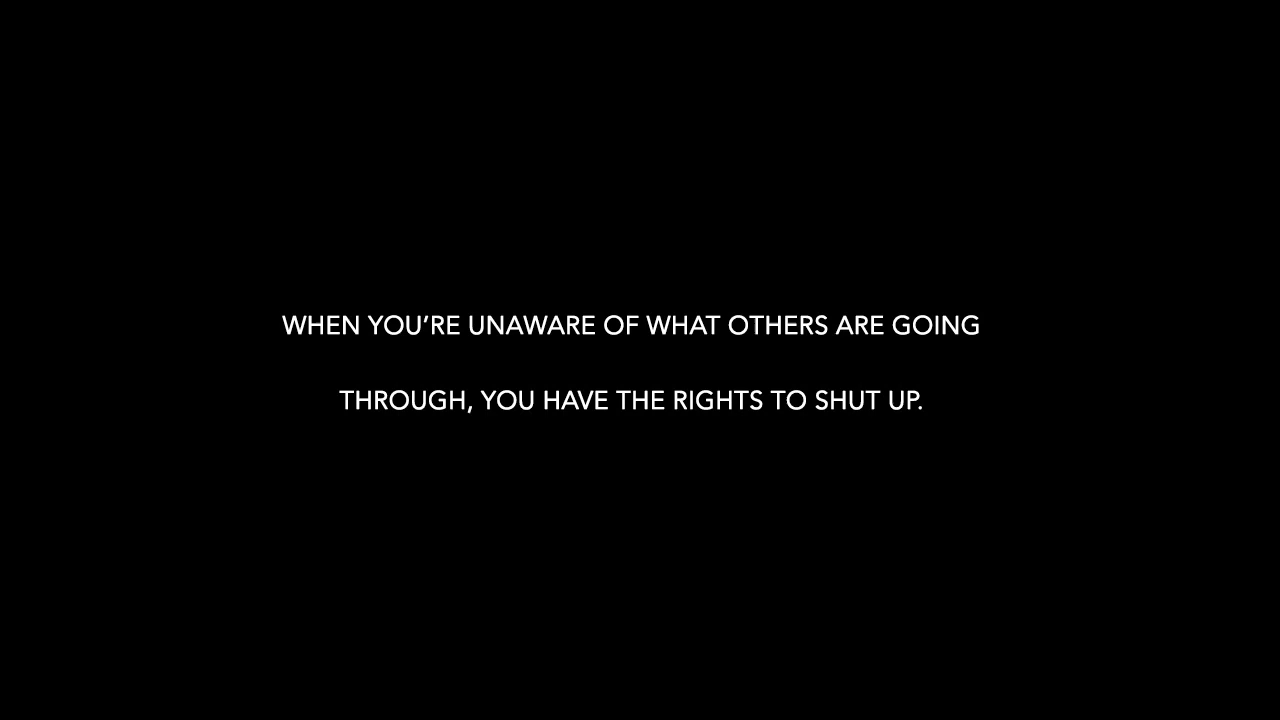 WHEN YOU’RE UNAWARE OF WHAT OTHERS ARE GOING
THROUGH, YOU HAVE THE RIGHTS TO SHUT UP.